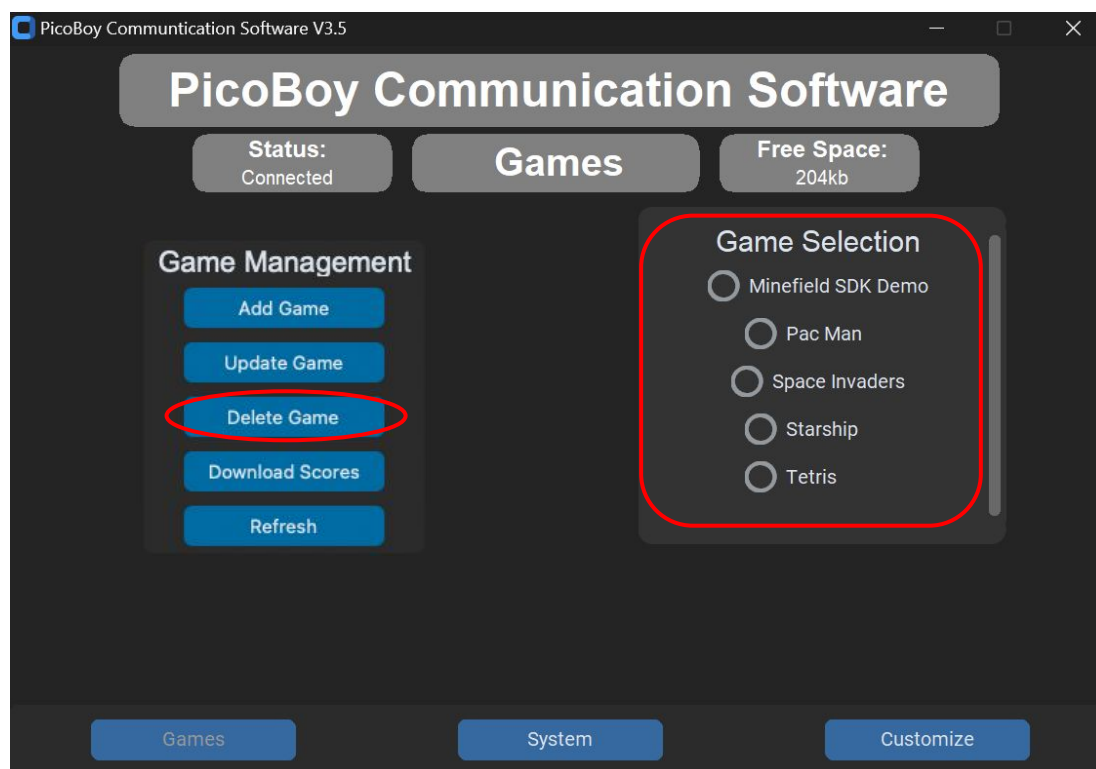 PicoBoy Communtication Software V3.5
PicoBoy Communication Software
Status:
Connected
Games
Free Space:
204kb
Game Management
Add Game
Update Game
Delete Game
Download Scores
Refresh
Game Selection
Minefield SDK Demo
Pac Man
Space Invaders
Starship
Tetris
Games
System
Customize